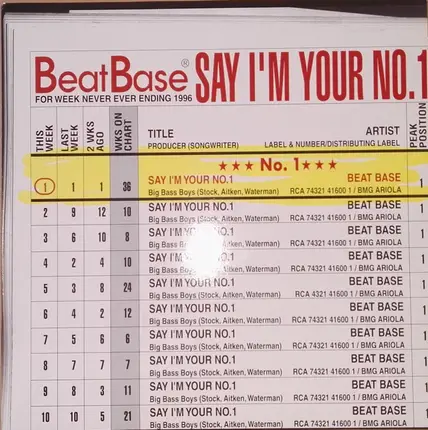 BeatBase® SAY I'M YOUR NO.1
FOR WEEK NEVER EVER ENDING 1996
THIS WEEK LAST WEEK 2 WKS AGO WKS ON CHART TITLE ARTIST PEAK POSITION
PRODUCER (SONGWRITER) LABEL & NUMBER/DISTRIBUTING LABEL
★★★ No. 1 ★★★
1 1 1 36 SAY I'M YOUR NO.1 BEAT BASE 1
Big Bass Boys (Stock, Aitken, Waterman) RCA 74321 41600 1 / BMG ARIOLA
2 9 12 10 SAY I'M YOUR NO.1 BEAT BASE 1
Big Bass Boys (Stock, Aitken, Waterman) RCA 74321 41600 1 / BMG ARIOLA
3 6 10 8 SAY I'M YOUR NO.1 BEAT BASE 1
Big Bass Boys (Stock, Aitken, Waterman) RCA 74321 41600 1 / BMG ARIOLA
4 2 4 10 SAY I'M YOUR NO.1 BEAT BASE 1
Big Bass Boys (Stock, Aitken, Waterman) RCA 74321 41600 1 / BMG ARIOLA
5 3 8 24 SAY I'M YOUR NO.1 BEAT BASE 1
Big Bass Boys (Stock, Aitken, Waterman) RCA 4321 41600 1 / BMG ARIOLA
6 4 2 12 SAY I'M YOUR NO.1 BEAT BASE 1
Big Bass Boys (Stock, Aitken, Waterman) RCA 74321 41600 1 / BMG ARIOLA
7 5 6 6 SAY I'M YOUR NO.1 BEAT BASE 1
Big Bass Boys (Stock, Aitken, Waterman) RCA 74321 41600 1 / BMG ARIOLA
8 7 7 7 SAY I'M YOUR NO.1 BEAT BASE 1
Big Bass Boys (Stock, Aitken, Waterman) RCA 74321 41600 1 / BMG ARIOLA
9 8 3 11 SAY I'M YOUR NO.1 BEAT BASE 1
Big Bass Boys (Stock, Aitken, Waterman) RCA 74321 41600 1 / BMG ARIOLA
10 10 5 21 SAY I'M YOUR NO.1 BEAT BASE 1
Big Bass Boys (Stock, Aitken, Waterman) RCA 74321 41600 1 / BMG ARIOLA